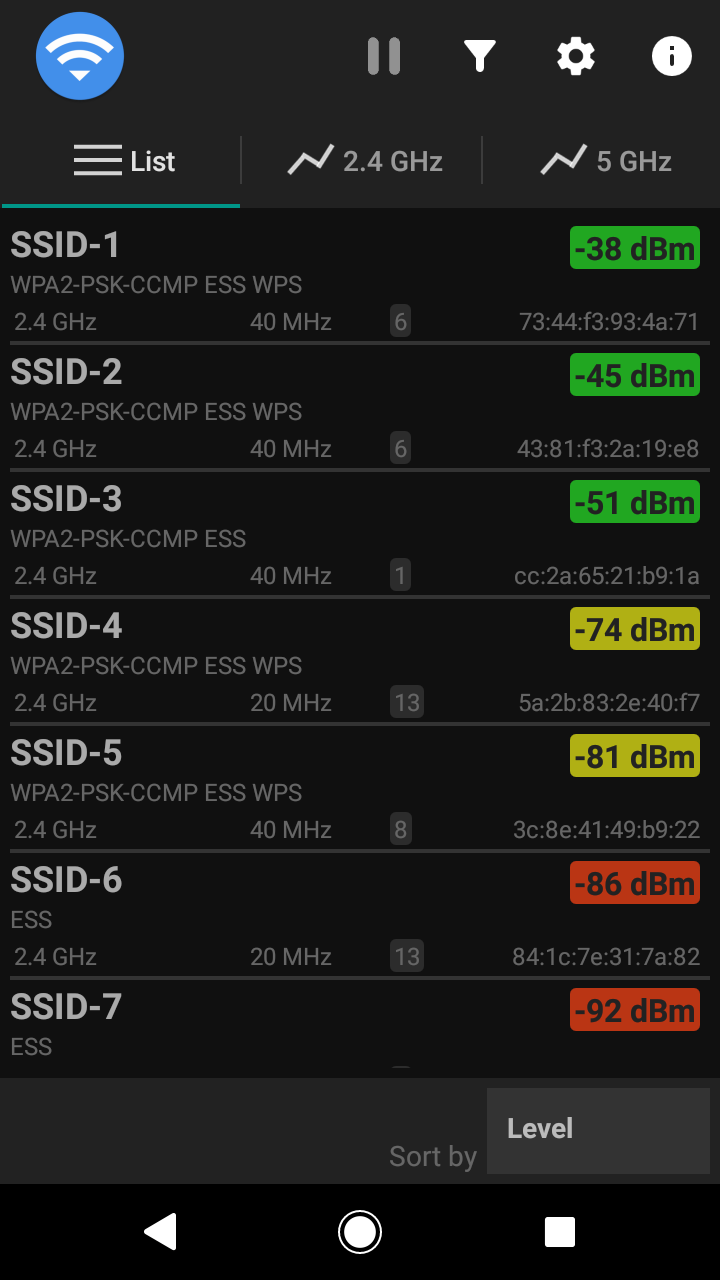 List 2.4 GHz 5 GHz
SSID-1 -38 dBm
WPA2-PSK-CCMP ESS WPS
2.4 GHz 40 MHz 6 73:44:f3:93:4a:71
SSID-2 -45 dBm
WPA2-PSK-CCMP ESS WPS
2.4 GHz 40 MHz 6 43:81:f3:2a:19:e8
SSID-3 -51 dBm
WPA2-PSK-CCMP ESS
2.4 GHz 40 MHz 1 cc:2a:65:21:b9:1a
SSID-4 -74 dBm
WPA2-PSK-CCMP ESS WPS
2.4 GHz 20 MHz 13 5a:2b:83:2e:40:f7
SSID-5 -81 dBm
WPA2-PSK-CCMP ESS WPS
2.4 GHz 40 MHz 8 3c:8e:41:49:b9:22
SSID-6 -86 dBm
ESS
2.4 GHz 20 MHz 13 84:1c:7e:31:7a:82
SSID-7 -92 dBm
ESS
Sort by Level